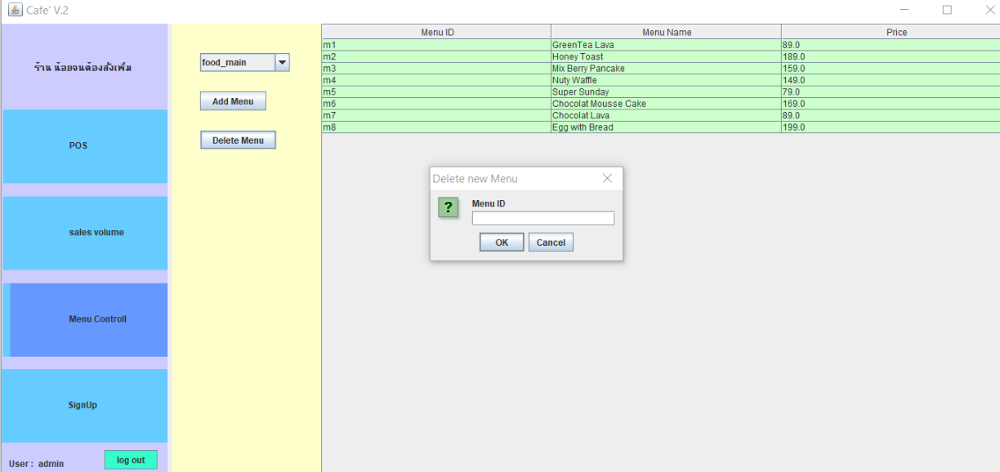 Cafe' V.2
ร้าน น้อยจนต้องสั่งเพิ่ม
POS
sales volume
Menu Controll
SignUp
User : admin
log out
food_main
Add Menu
Delete Menu
Menu ID Menu Name Price
m1 GreenTea Lava 89.0
m2 Honey Toast 189.0
m3 Mix Berry Pancake 159.0
m4 Nuty Waffle 149.0
m5 Super Sunday 79.0
m6 Chocolat Mousse Cake 169.0
m7 Chocolat Lava 89.0
m8 Egg with Bread 199.0
Delete new Menu
?
Menu ID
OK Cancel